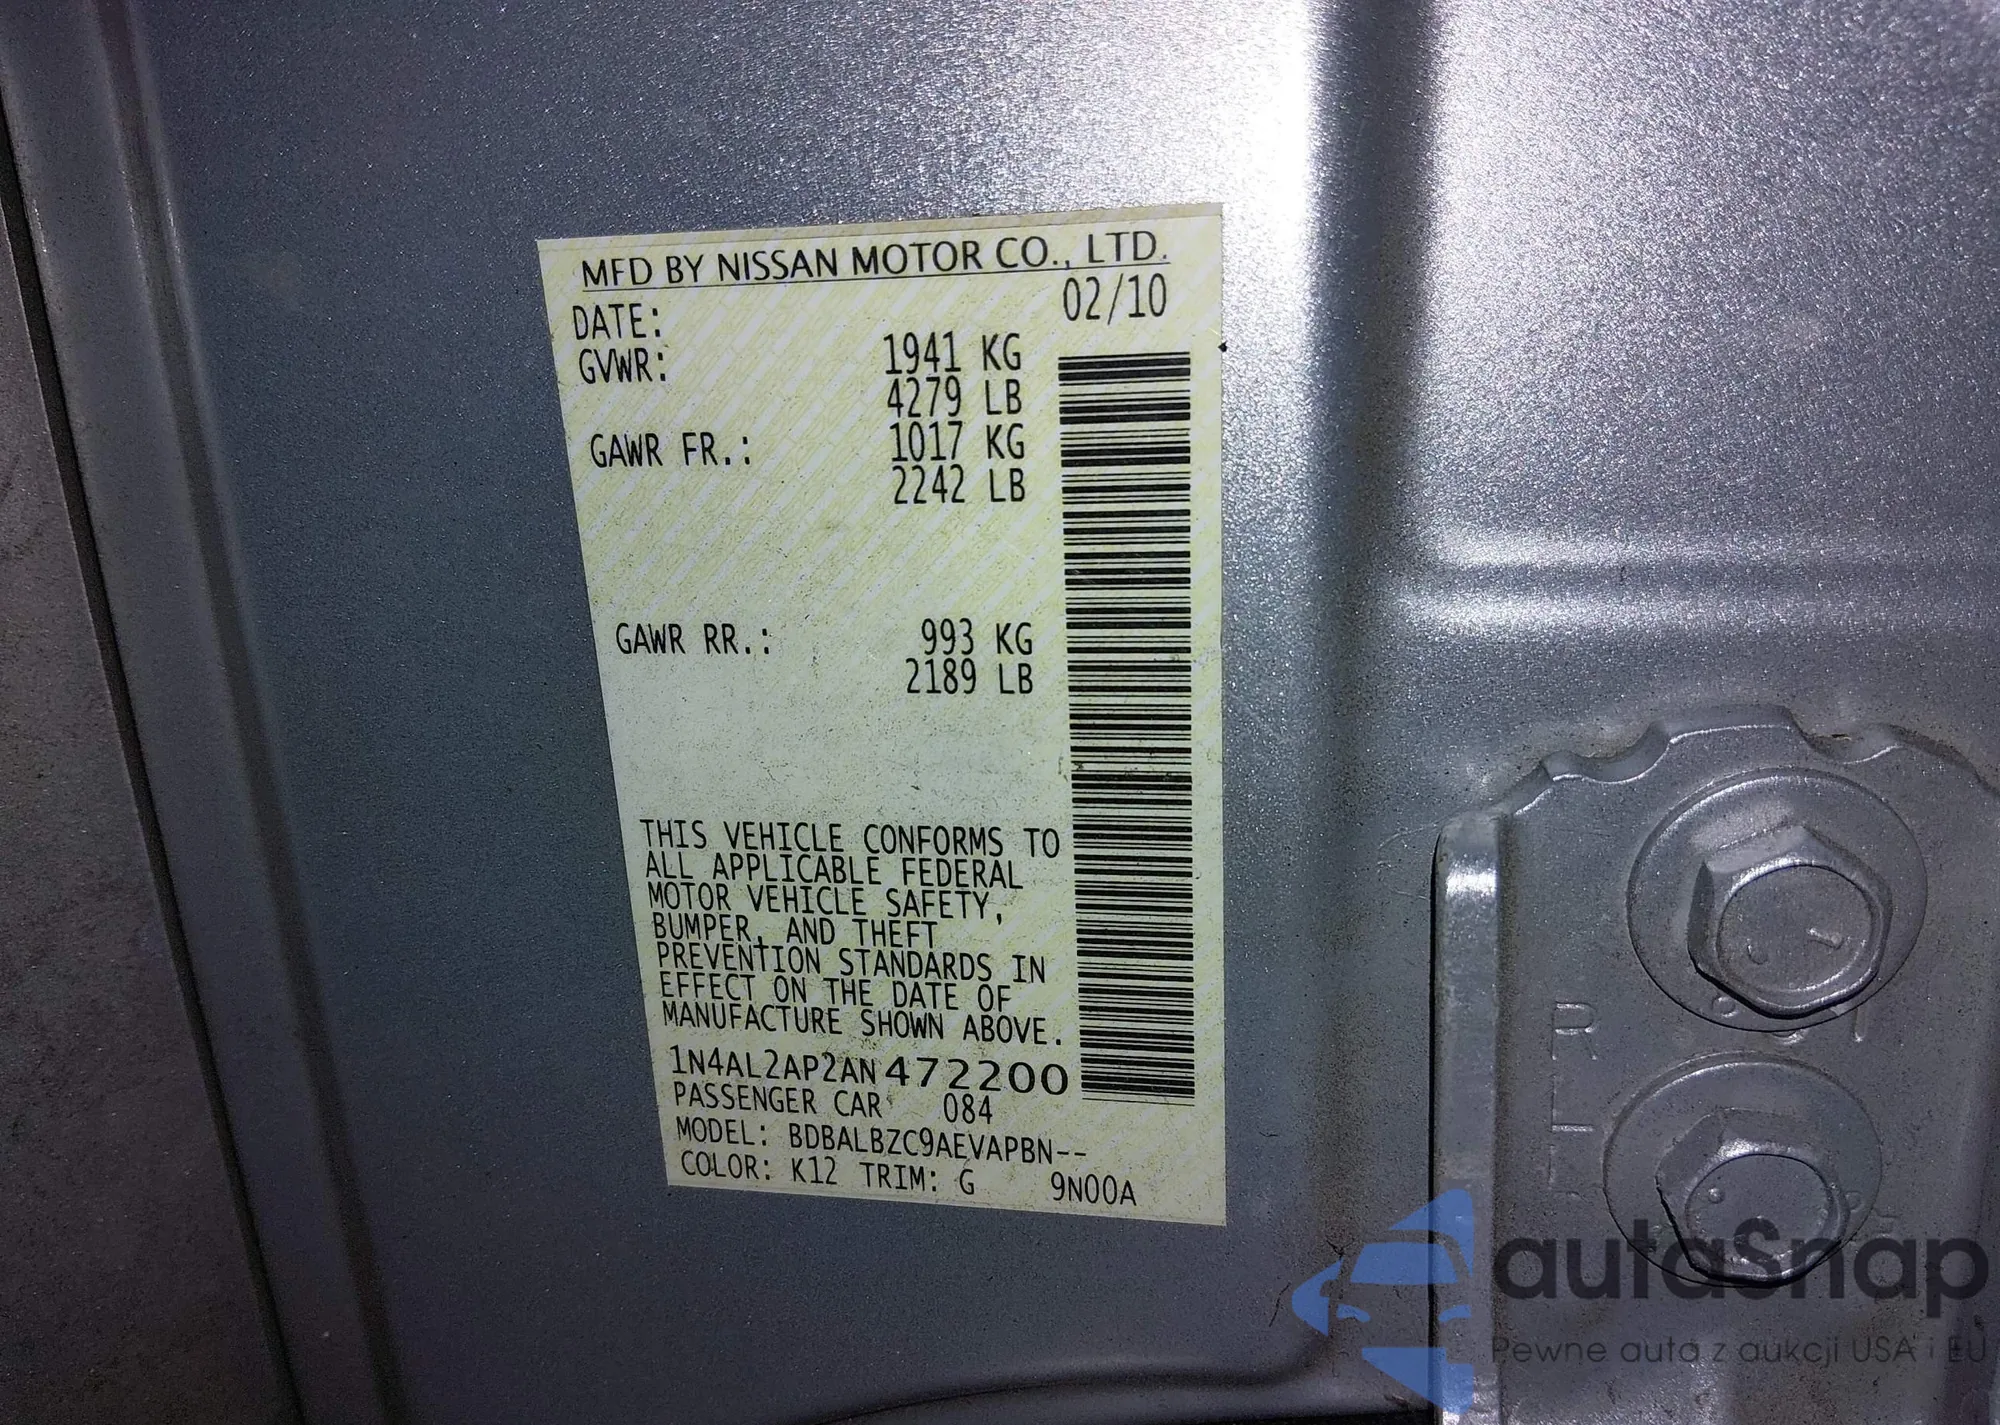 MFD BY NISSAN MOTOR CO., LTD.
DATE: 02/10
GVWR: 1941 KG
4279 LB
GAWR FR.: 1017 KG
2242 LB
GAWR RR.: 993 KG
2189 LB
THIS VEHICLE CONFORMS TO
ALL APPLICABLE FEDERAL
MOTOR VEHICLE SAFETY,
BUMPER, AND THEFT
PREVENTION STANDARDS IN
EFFECT ON THE DATE OF
MANUFACTURE SHOWN ABOVE.
1N4AL2AP2AN472200
PASSENGER CAR 084
MODEL: BDBALBZC9AEVAPBN--
COLOR: K12 TRIM: G 9N00A
autaSnap
Pewne auta z aukcji USA i EU